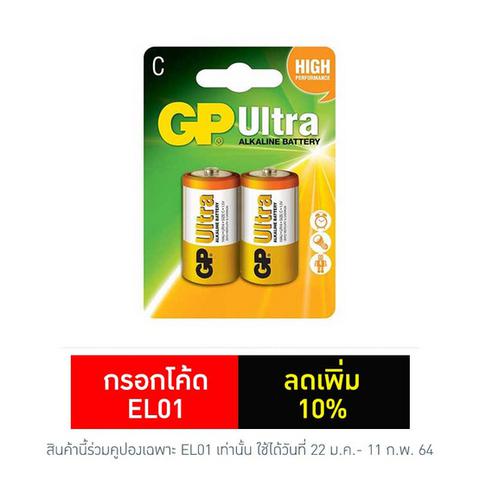 C
HIGH
PERFORMANCE
GP Ultra
ALKALINE BATTERY
GP Ultra
ALKALINE BATTERY
GP Ultra
ALKALINE BATTERY
กรอกโค้ด
EL01
ลดเพิ่ม
10%
สินค้านี้ร่วมคูปองเฉพาะ EL01 เท่านั้น ใช้ได้วันที่ 22 ม.ค.- 11 ก.พ. 64